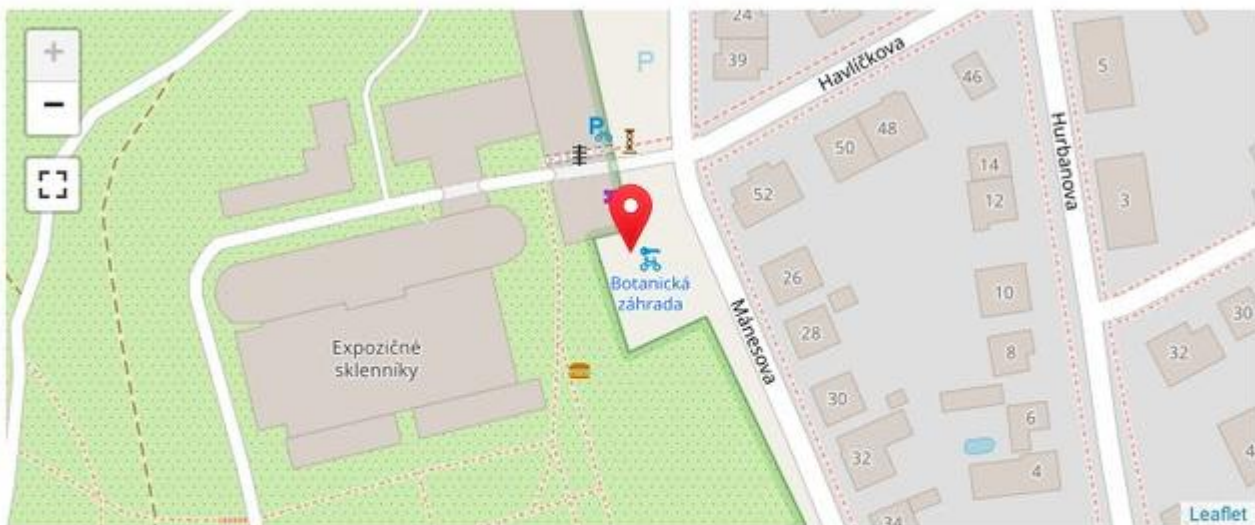 +
−
24
39
P
Havlíčkova
46
5
P
50
48
14
12
Hurbanova
3
52
26
10
Botanická
záhrada
Mánesova
30
28
8
32
Expozičné
sklenníky
30
6
32
4
4
34
Leaflet